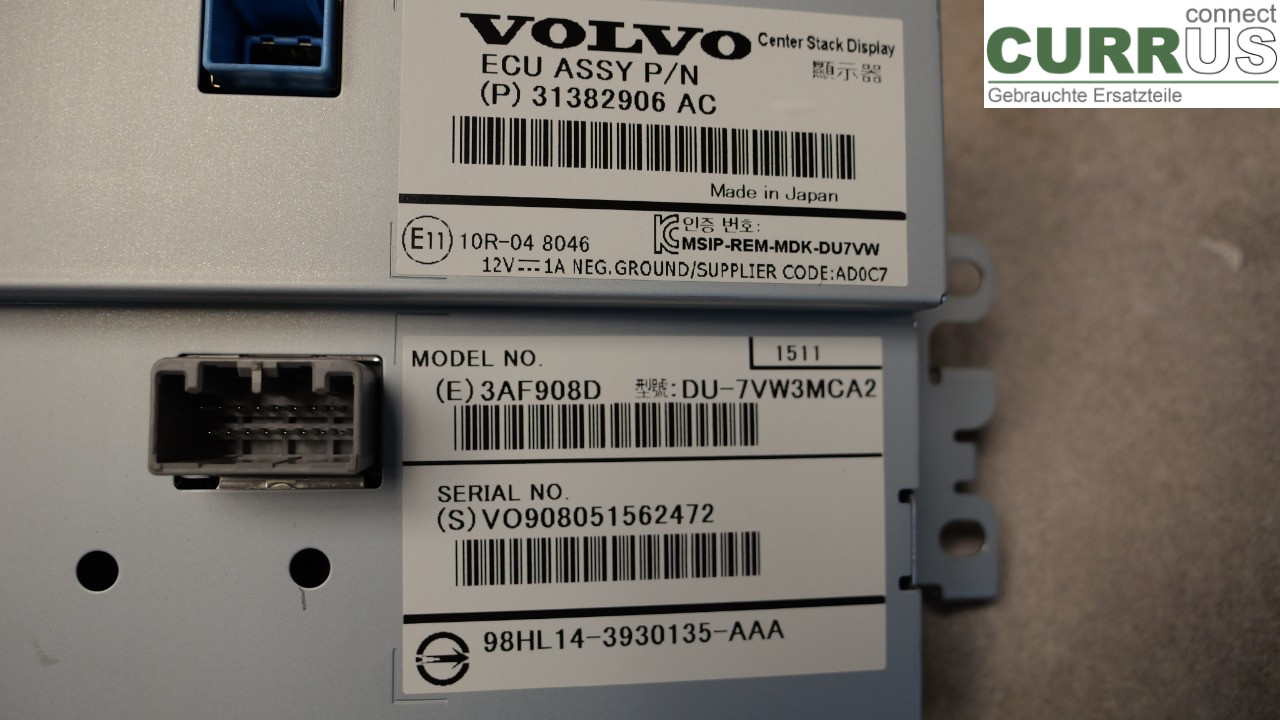 connect
CURRUS
Gebrauchte Ersatzteile
VOLVO Center Stack Display
ECU ASSY P/N 顯示器
(P) 31382906 AC
Made in Japan
E11 10R-04 8046 인증 번호:
MSIP-REM-MDK-DU7VW
12V⎓1A NEG.GROUND/SUPPLIER CODE:AD0C7
MODEL NO. 1511
(E) 3AF908D 型號: DU-7VW3MCA2
SERIAL NO.
(S) VO908051562472
98HL14-3930135-AAA